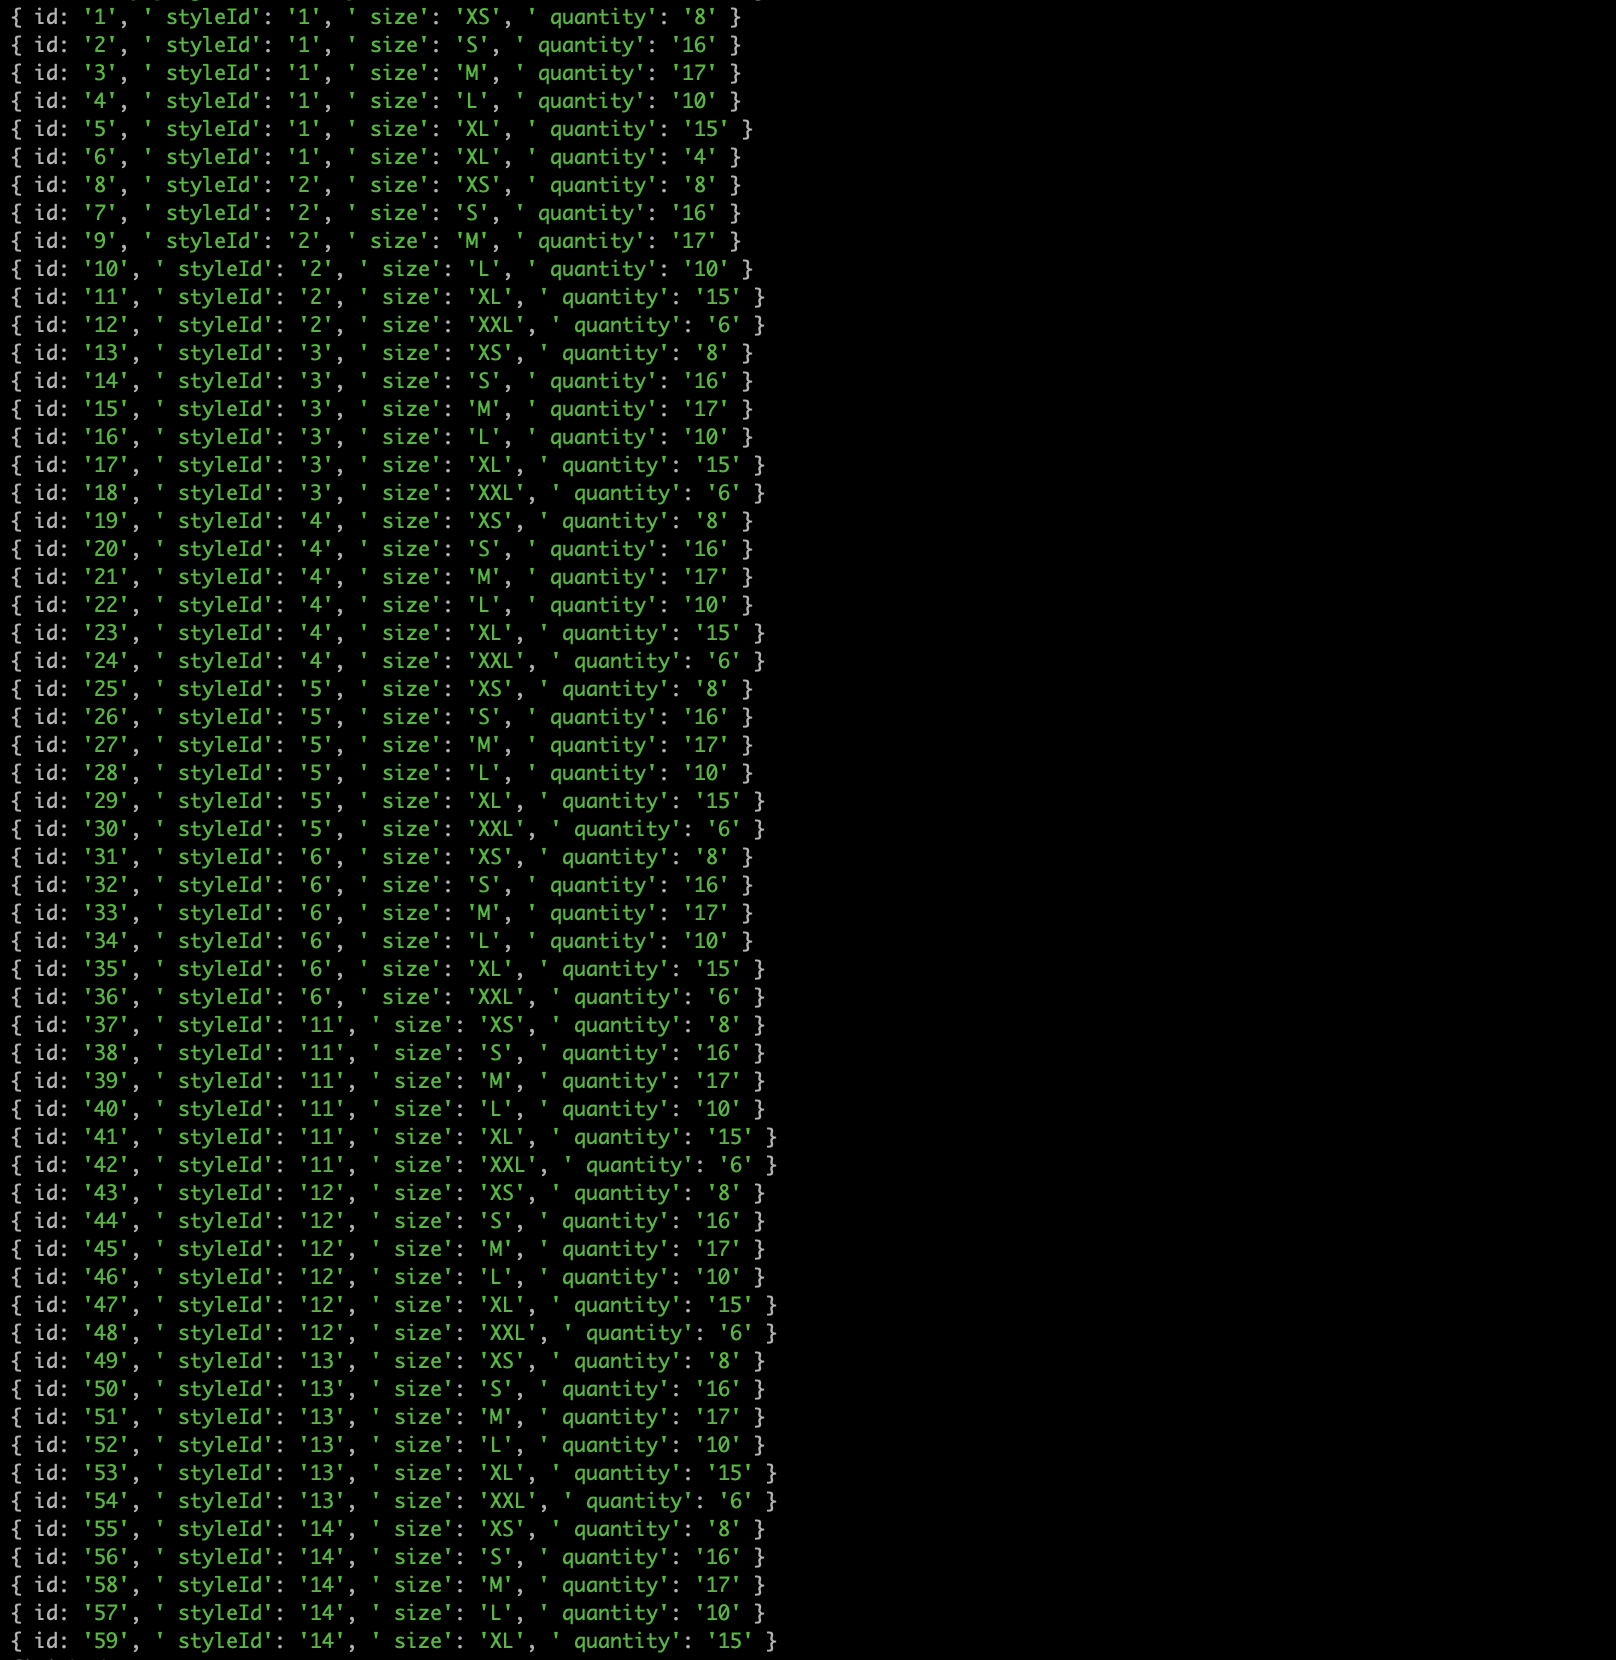 { id: '1', ' styleId': '1', ' size': 'XS', ' quantity': '8' }
{ id: '2', ' styleId': '1', ' size': 'S', ' quantity': '16' }
{ id: '3', ' styleId': '1', ' size': 'M', ' quantity': '17' }
{ id: '4', ' styleId': '1', ' size': 'L', ' quantity': '10' }
{ id: '5', ' styleId': '1', ' size': 'XL', ' quantity': '15' }
{ id: '6', ' styleId': '1', ' size': 'XL', ' quantity': '4' }
{ id: '8', ' styleId': '2', ' size': 'XS', ' quantity': '8' }
{ id: '7', ' styleId': '2', ' size': 'S', ' quantity': '16' }
{ id: '9', ' styleId': '2', ' size': 'M', ' quantity': '17' }
{ id: '10', ' styleId': '2', ' size': 'L', ' quantity': '10' }
{ id: '11', ' styleId': '2', ' size': 'XL', ' quantity': '15' }
{ id: '12', ' styleId': '2', ' size': 'XXL', ' quantity': '6' }
{ id: '13', ' styleId': '3', ' size': 'XS', ' quantity': '8' }
{ id: '14', ' styleId': '3', ' size': 'S', ' quantity': '16' }
{ id: '15', ' styleId': '3', ' size': 'M', ' quantity': '17' }
{ id: '16', ' styleId': '3', ' size': 'L', ' quantity': '10' }
{ id: '17', ' styleId': '3', ' size': 'XL', ' quantity': '15' }
{ id: '18', ' styleId': '3', ' size': 'XXL', ' quantity': '6' }
{ id: '19', ' styleId': '4', ' size': 'XS', ' quantity': '8' }
{ id: '20', ' styleId': '4', ' size': 'S', ' quantity': '16' }
{ id: '21', ' styleId': '4', ' size': 'M', ' quantity': '17' }
{ id: '22', ' styleId': '4', ' size': 'L', ' quantity': '10' }
{ id: '23', ' styleId': '4', ' size': 'XL', ' quantity': '15' }
{ id: '24', ' styleId': '4', ' size': 'XXL', ' quantity': '6' }
{ id: '25', ' styleId': '5', ' size': 'XS', ' quantity': '8' }
{ id: '26', ' styleId': '5', ' size': 'S', ' quantity': '16' }
{ id: '27', ' styleId': '5', ' size': 'M', ' quantity': '17' }
{ id: '28', ' styleId': '5', ' size': 'L', ' quantity': '10' }
{ id: '29', ' styleId': '5', ' size': 'XL', ' quantity': '15' }
{ id: '30', ' styleId': '5', ' size': 'XXL', ' quantity': '6' }
{ id: '31', ' styleId': '6', ' size': 'XS', ' quantity': '8' }
{ id: '32', ' styleId': '6', ' size': 'S', ' quantity': '16' }
{ id: '33', ' styleId': '6', ' size': 'M', ' quantity': '17' }
{ id: '34', ' styleId': '6', ' size': 'L', ' quantity': '10' }
{ id: '35', ' styleId': '6', ' size': 'XL', ' quantity': '15' }
{ id: '36', ' styleId': '6', ' size': 'XXL', ' quantity': '6' }
{ id: '37', ' styleId': '11', ' size': 'XS', ' quantity': '8' }
{ id: '38', ' styleId': '11', ' size': 'S', ' quantity': '16' }
{ id: '39', ' styleId': '11', ' size': 'M', ' quantity': '17' }
{ id: '40', ' styleId': '11', ' size': 'L', ' quantity': '10' }
{ id: '41', ' styleId': '11', ' size': 'XL', ' quantity': '15' }
{ id: '42', ' styleId': '11', ' size': 'XXL', ' quantity': '6' }
{ id: '43', ' styleId': '12', ' size': 'XS', ' quantity': '8' }
{ id: '44', ' styleId': '12', ' size': 'S', ' quantity': '16' }
{ id: '45', ' styleId': '12', ' size': 'M', ' quantity': '17' }
{ id: '46', ' styleId': '12', ' size': 'L', ' quantity': '10' }
{ id: '47', ' styleId': '12', ' size': 'XL', ' quantity': '15' }
{ id: '48', ' styleId': '12', ' size': 'XXL', ' quantity': '6' }
{ id: '49', ' styleId': '13', ' size': 'XS', ' quantity': '8' }
{ id: '50', ' styleId': '13', ' size': 'S', ' quantity': '16' }
{ id: '51', ' styleId': '13', ' size': 'M', ' quantity': '17' }
{ id: '52', ' styleId': '13', ' size': 'L', ' quantity': '10' }
{ id: '53', ' styleId': '13', ' size': 'XL', ' quantity': '15' }
{ id: '54', ' styleId': '13', ' size': 'XXL', ' quantity': '6' }
{ id: '55', ' styleId': '14', ' size': 'XS', ' quantity': '8' }
{ id: '56', ' styleId': '14', ' size': 'S', ' quantity': '16' }
{ id: '58', ' styleId': '14', ' size': 'M', ' quantity': '17' }
{ id: '57', ' styleId': '14', ' size': 'L', ' quantity': '10' }
{ id: '59', ' styleId': '14', ' size': 'XL', ' quantity': '15' }